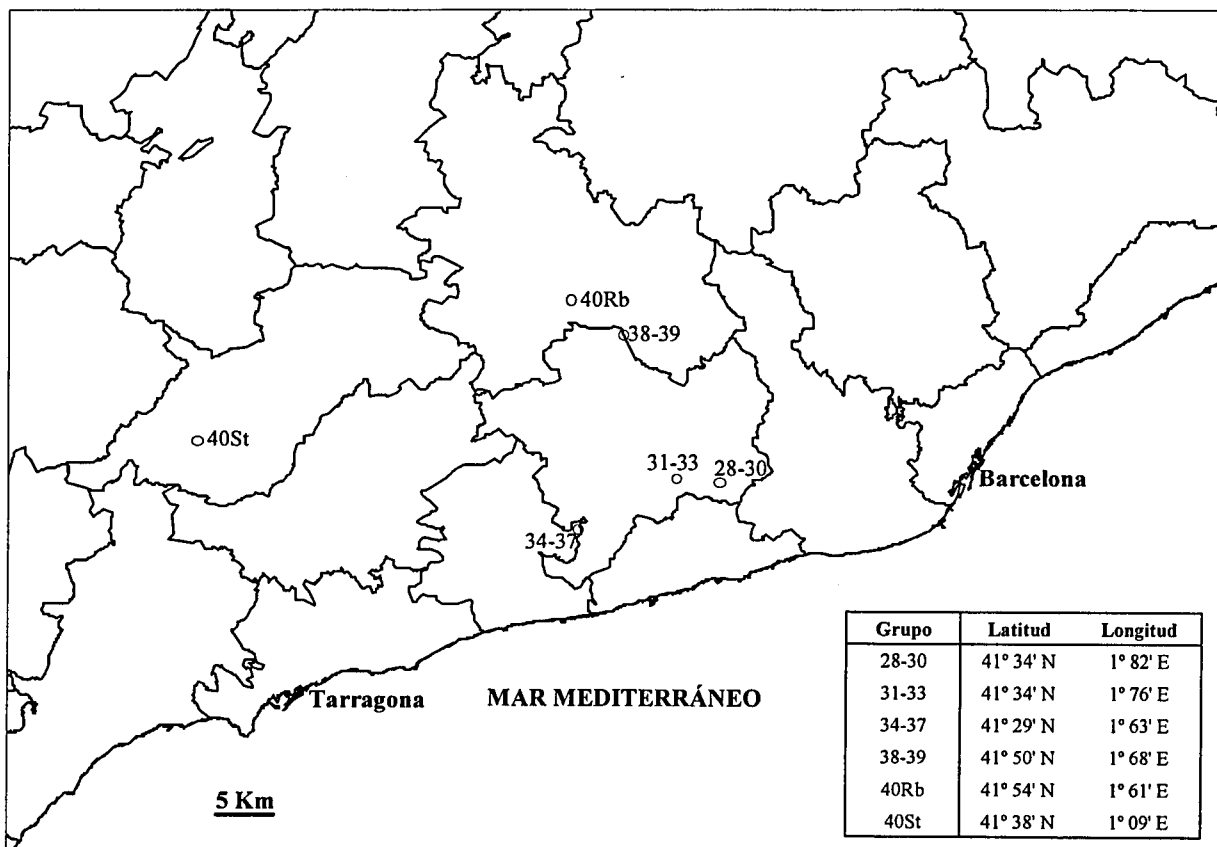 40Rb
38-39
40St
31-33
28-30
Barcelona
34-37
Tarragona
MAR MEDITERRÁNEO
5 Km
Grupo Latitud Longitud
28-30 41° 34' N 1° 82' E
31-33 41° 34' N 1° 76' E
34-37 41° 29' N 1° 63' E
38-39 41° 50' N 1° 68' E
40Rb 41° 54' N 1° 61' E
40St 41° 38' N 1° 09' E